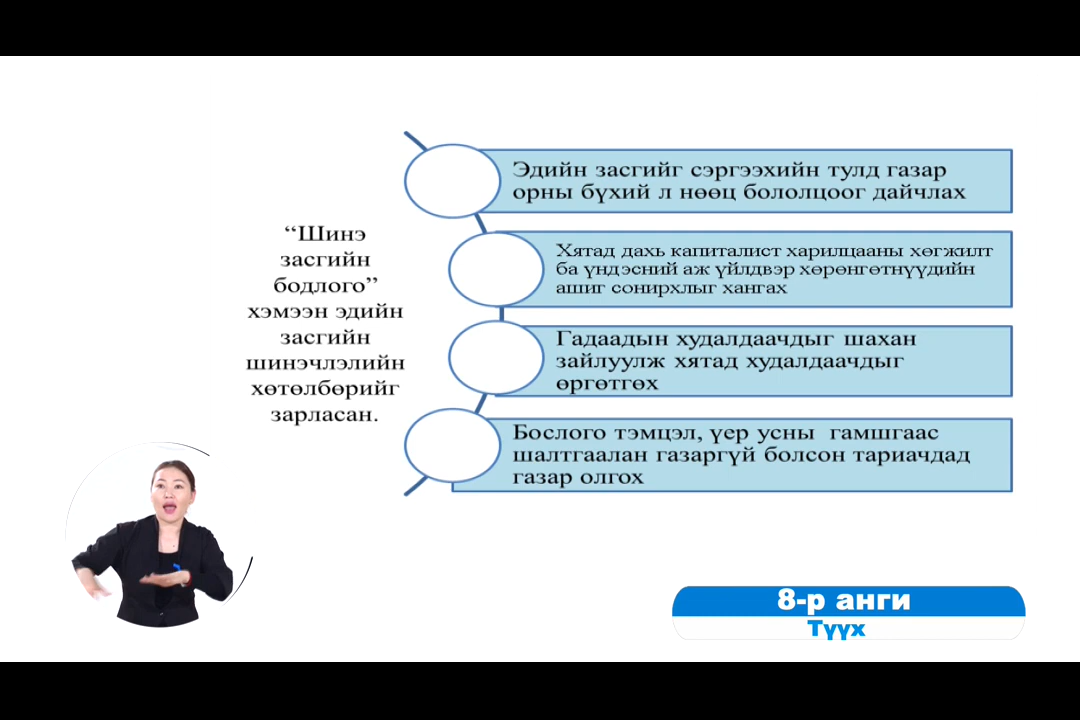 “Шинэ
засгийн
бодлого”
хэмээн эдийн
засгийн
шинэчлэлийн
хөтөлбөрийг
зарласан.
Эдийн засгийг сэргээхийн тулд газар
орны бүхий л нөөц бололцоог дайчлах
Хятад дахь капиталист харилцааны хөгжилт
ба үндэсний аж үйлдвэр хөрөнгөтнүүдийн
ашиг сонирхлыг хангах
Гадаадын худалдаачдыг шахан
зайлуулж хятад худалдаачдыг
өргөтгөх
Бослого тэмцэл, үер усны гамшгаас
шалтгаалан газаргүй болсон тариачдад
газар олгох
8-р анги
Түүх